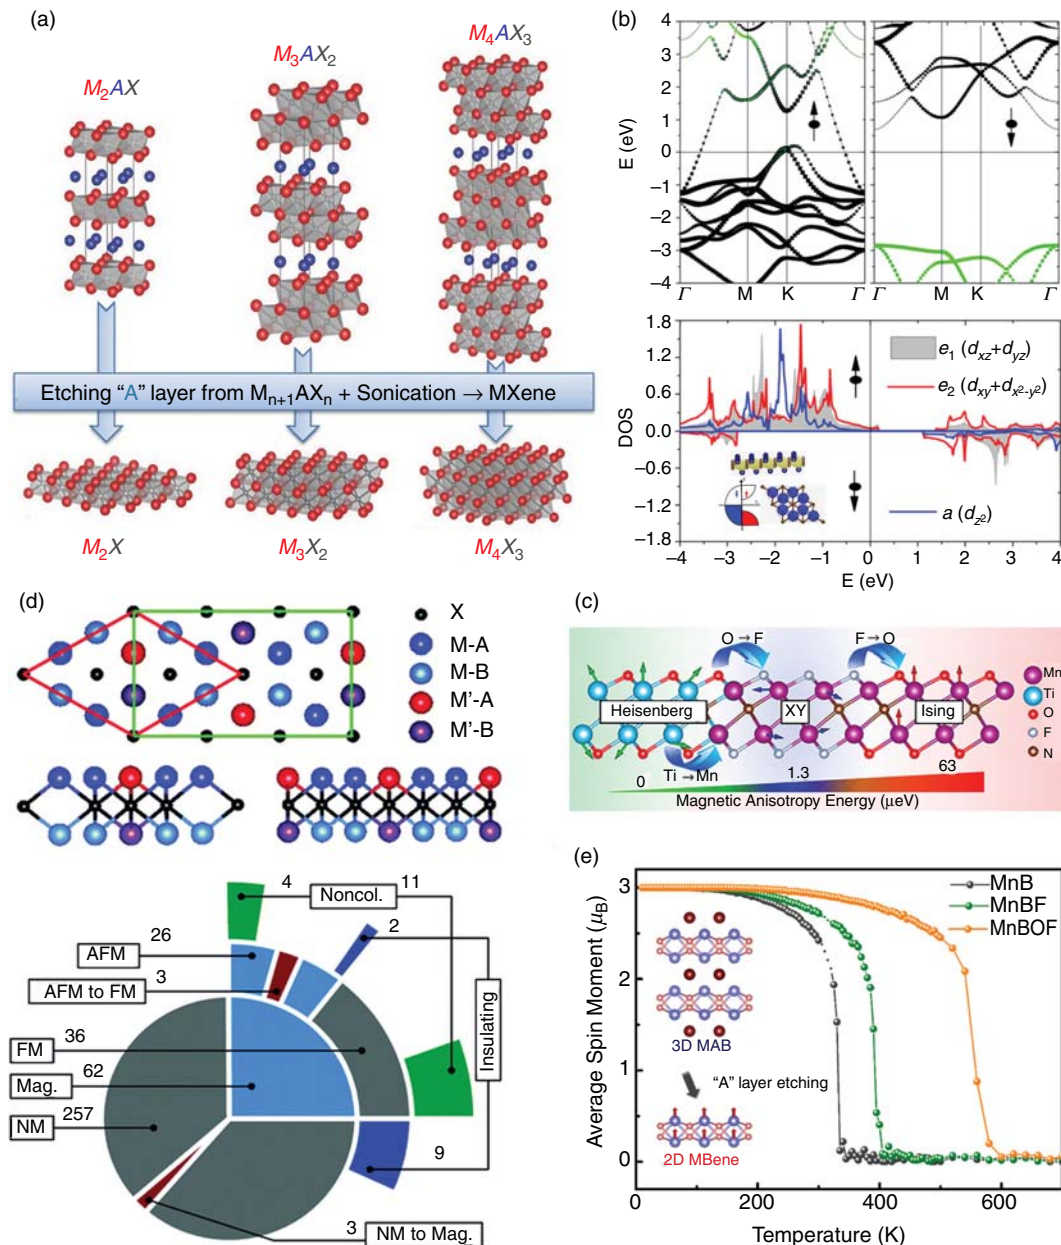 (a)
M₂AX
M₃AX₂
M₄AX₃
Etching "A" layer from Mₙ₊₁AXₙ + Sonication → MXene
M₂X
M₃X₂
M₄X₃
(b)
E (eV)
4
3
2
1
0
−1
−2
−3
−4
Γ M K Γ Γ M K Γ
DOS
1.8
1.2
0.6
0.0
−0.6
−1.2
−1.8
e₁ (dxz+dyz)
e₂ (dxy+dx²-y²)
a (dz²)
−4 −3 −2 −1 0 1 2 3 4
E (eV)
(c)
O → F
F → O
Heisenberg
XY
Ising
Ti → Mn
0
1.3
63
Magnetic Anisotropy Energy (μeV)
Mn
Ti
O
F
N
(d)
X
M-A
M-B
M'-A
M'-B
4
Noncol.
11
26
AFM
2
3
AFM to FM
Insulating
36
FM
62
Mag.
257
NM
9
3
NM to Mag.
(e)
Average Spin Moment (μB)
3
2
1
0
MnB
MnBF
MnBOF
3D MAB
"A" layer etching
2D MBene
200 400 600
Temperature (K)